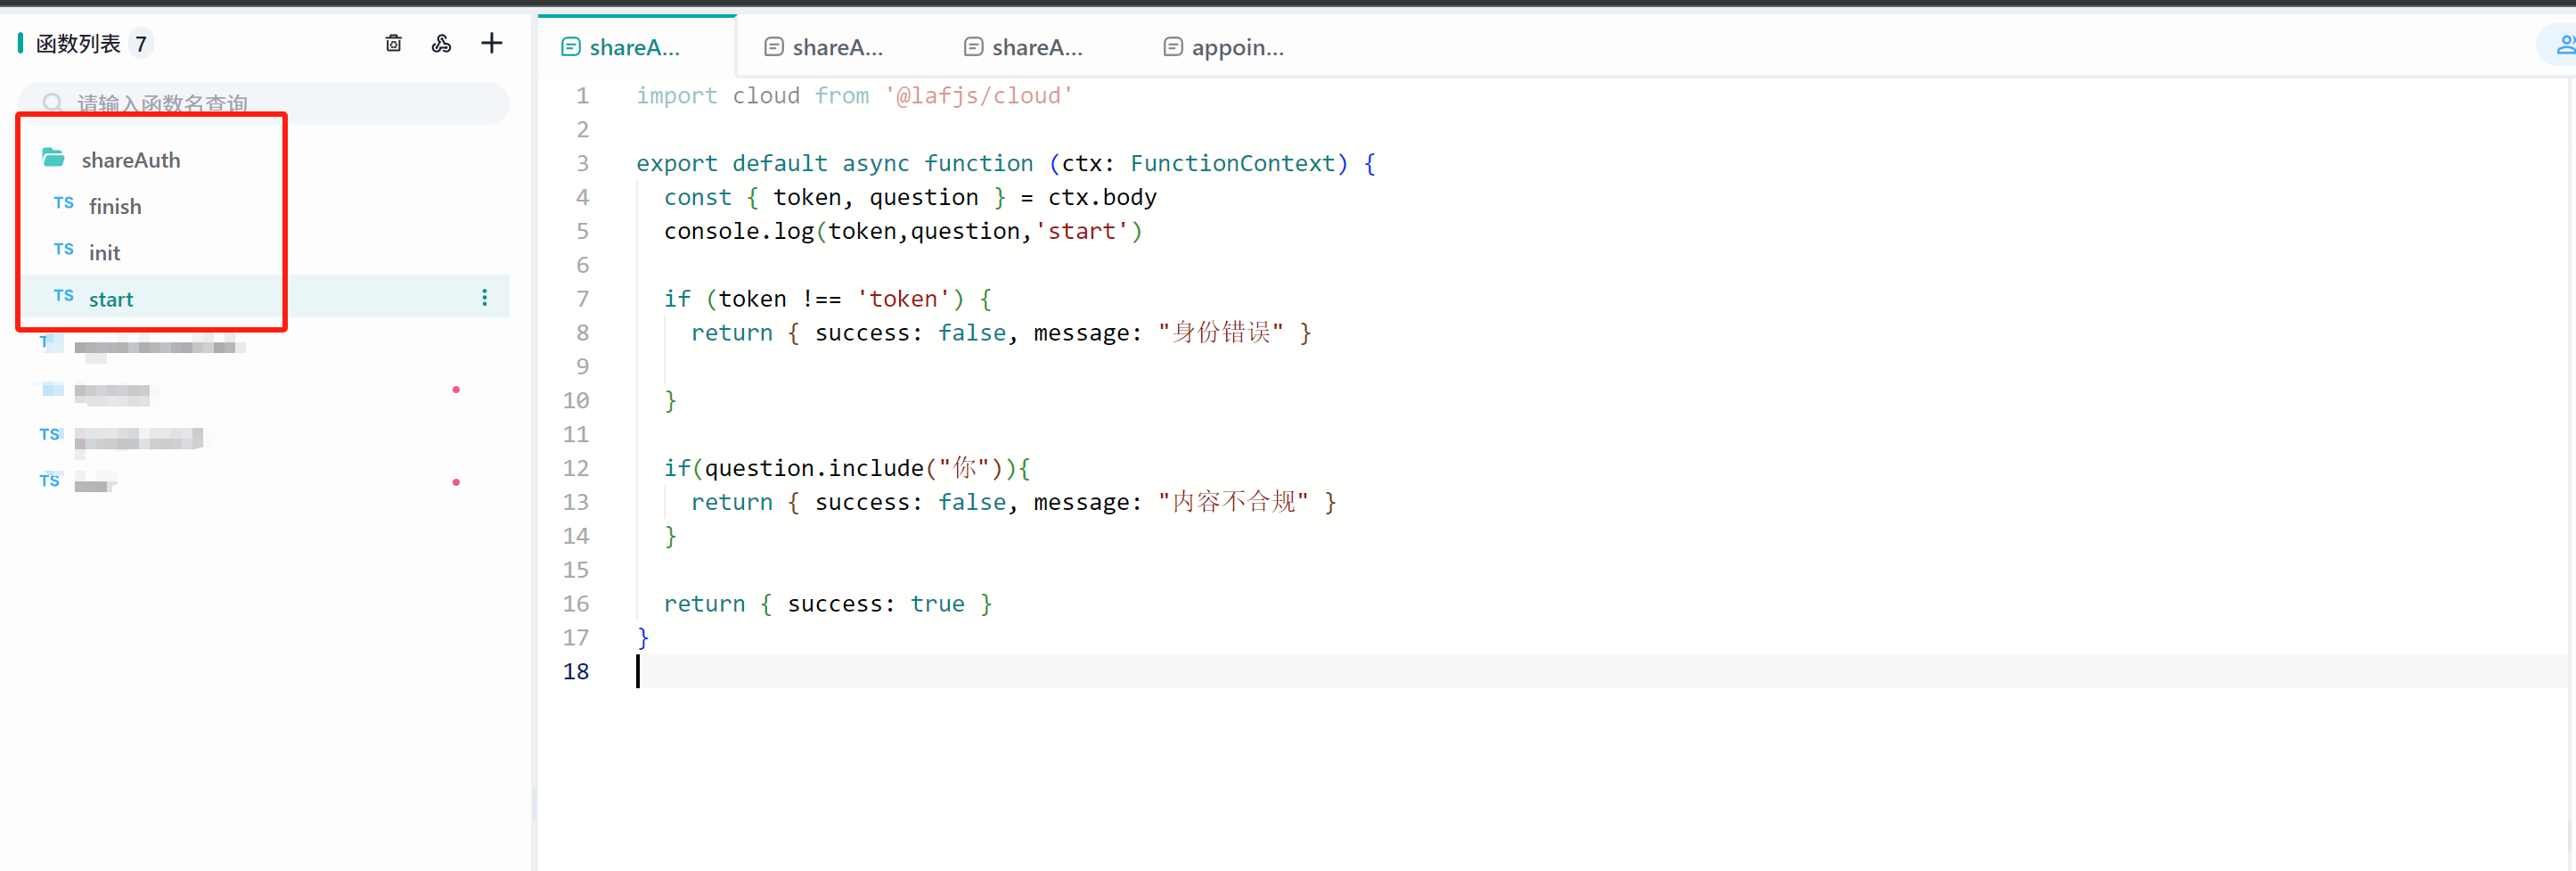 函数列表 7
请输入函数名查询
shareAuth
TS finish
TS init
TS start
TS
TS
shareA...
shareA...
shareA...
appoin...
1 import cloud from '@lafjs/cloud'
2
3 export default async function (ctx: FunctionContext) {
4 const { token, question } = ctx.body
5 console.log(token,question,'start')
6
7 if (token !== 'token') {
8 return { success: false, message: "身份错误" }
9
10 }
11
12 if(question.include("你")){
13 return { success: false, message: "内容不合规" }
14 }
15
16 return { success: true }
17 }
18